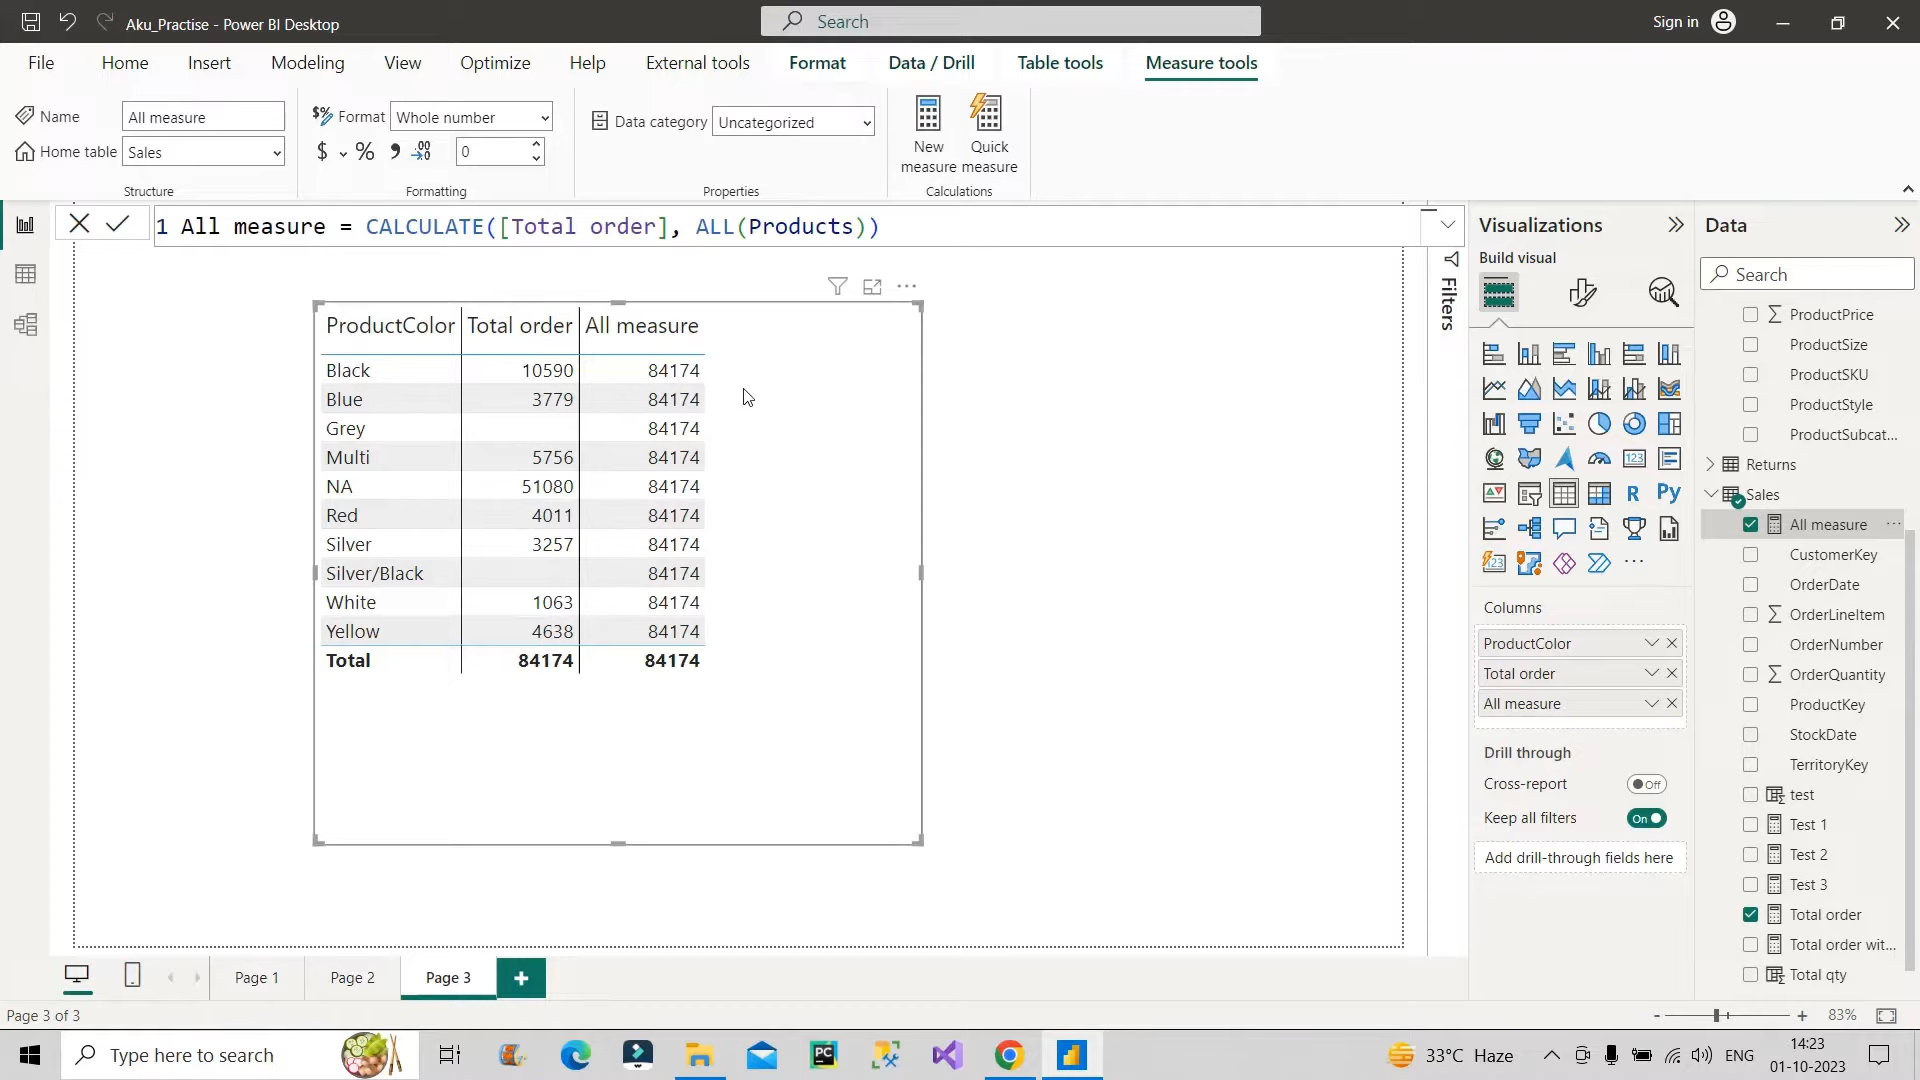 Aku_Practise - Power BI Desktop
Search
Sign in
File
Home
Insert
Modeling
View
Optimize
Help
External tools
Format
Data / Drill
Table tools
Measure tools
Name
All measure
Home table
Sales
Structure
$% Format
Whole number
$ % , .00
0
Formatting
Data category
Uncategorized
Properties
New measure
Quick measure
Calculations
1 All measure = CALCULATE([Total order], ALL(Products))
ProductColor Total order All measure
Black 10590 84174
Blue 3779 84174
Grey 84174
Multi 5756 84174
NA 51080 84174
Red 4011 84174
Silver 3257 84174
Silver/Black 84174
White 1063 84174
Yellow 4638 84174
Total 84174 84174
Filters
Visualizations
Build visual
123
R
Py
123
Columns
ProductColor
Total order
All measure
Drill through
Cross-report
Off
Keep all filters
On
Add drill-through fields here
Data
Search
ProductPrice
ProductSize
ProductSKU
ProductStyle
ProductSubcat...
Returns
Sales
All measure
CustomerKey
OrderDate
OrderLineItem
OrderNumber
OrderQuantity
ProductKey
StockDate
TerritoryKey
test
Test 1
Test 2
Test 3
Total order
Total order wit...
Total qty
Page 1
Page 2
Page 3
Page 3 of 3
83%
Type here to search
PC
33°C Haze
ENG
14:23
01-10-2023